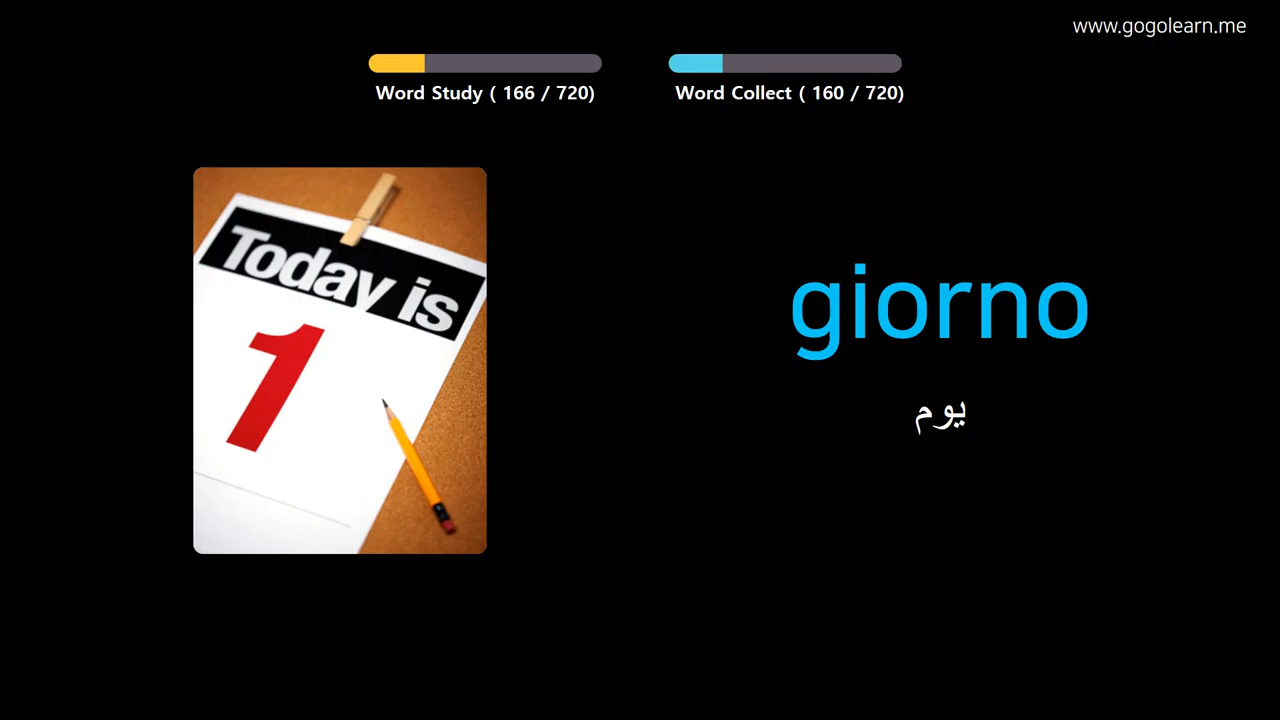 www.gogolearn.me
Word Study ( 166 / 720)
Word Collect ( 160 / 720)
Today is
1
giorno
يوم